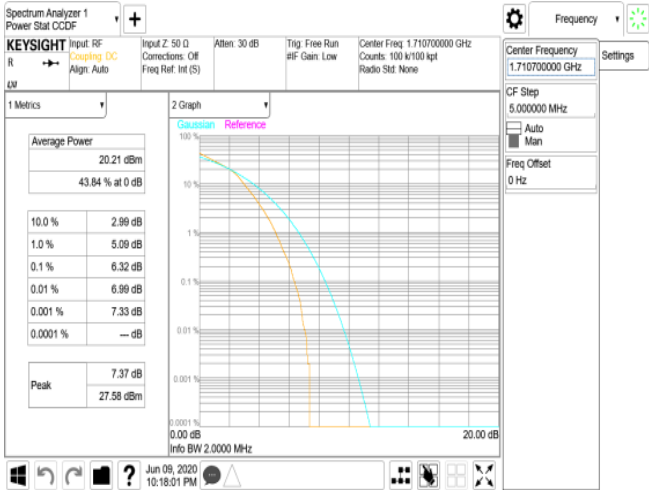 Spectrum Analyzer 1
Power Stat CCDF
KEYSIGHT
R
Input: RF
Coupling: DC
Align: Auto
Input Z: 50 Ω
Corrections: Off
Freq Ref: Int (S)
Atten: 30 dB
Trig: Free Run
#IF Gain: Low
Center Freq: 1.710700000 GHz
Counts: 100 k/100 kpt
Radio Std: None
Frequency
Center Frequency
1.710700000 GHz
Settings
CF Step
5.000000 MHz
Auto
Man
Freq Offset
0 Hz
1 Metrics
Average Power
20.21 dBm
43.84 % at 0 dB
10.0 % 2.99 dB
1.0 % 5.09 dB
0.1 % 6.32 dB
0.01 % 6.99 dB
0.001 % 7.33 dB
0.0001 % --- dB
Peak
7.37 dB
27.58 dBm
2 Graph
Gaussian Reference
100 %
10 %
1 %
0.1 %
0.01 %
0.001 %
0.0001 %
0.00 dB 20.00 dB
Info BW 2.0000 MHz
?
Jun 09, 2020
10:18:01 PM